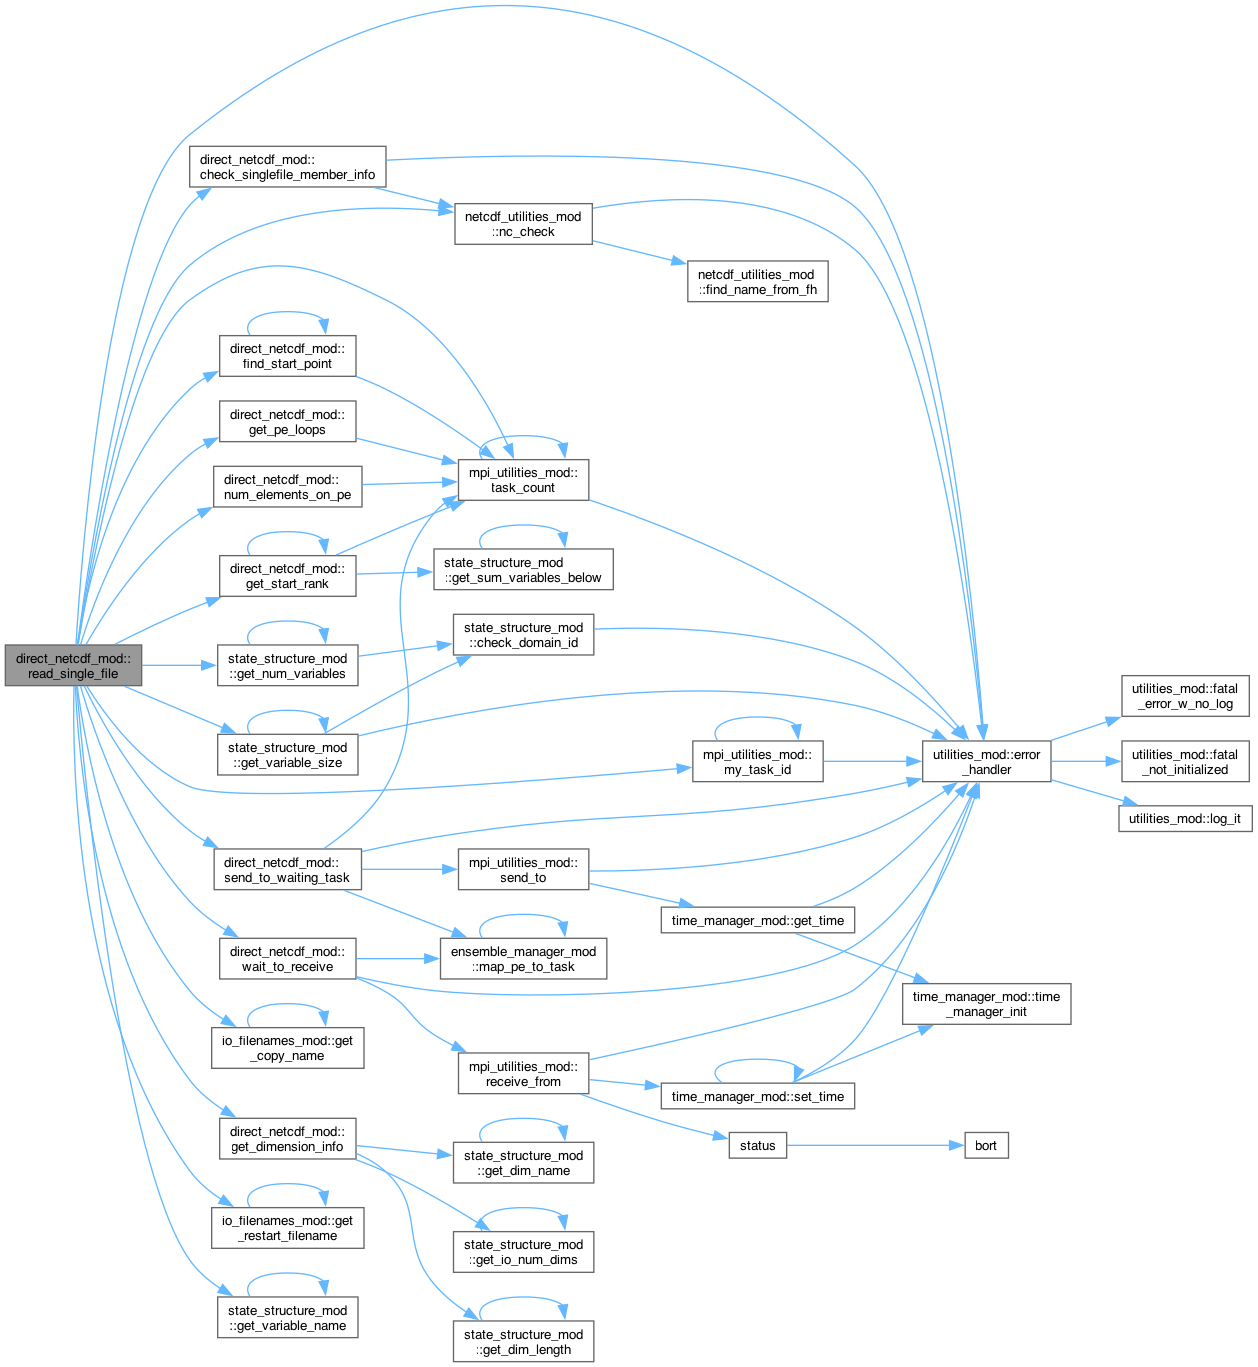 direct_netcdf_mod::
read_single_file
direct_netcdf_mod::
check_singlefile_member_info
netcdf_utilities_mod
::nc_check
netcdf_utilities_mod
::find_name_from_fh
direct_netcdf_mod::
find_start_point
direct_netcdf_mod::
get_pe_loops
direct_netcdf_mod::
num_elements_on_pe
mpi_utilities_mod::
task_count
direct_netcdf_mod::
get_start_rank
state_structure_mod
::get_sum_variables_below
state_structure_mod
::get_num_variables
state_structure_mod
::check_domain_id
state_structure_mod
::get_variable_size
mpi_utilities_mod::
my_task_id
utilities_mod::error
_handler
utilities_mod::fatal
_error_w_no_log
utilities_mod::fatal
_not_initialized
utilities_mod::log_it
direct_netcdf_mod::
send_to_waiting_task
mpi_utilities_mod::
send_to
time_manager_mod::get_time
direct_netcdf_mod::
wait_to_receive
ensemble_manager_mod
::map_pe_to_task
time_manager_mod::time
_manager_init
io_filenames_mod::get
_copy_name
mpi_utilities_mod::
receive_from
time_manager_mod::set_time
direct_netcdf_mod::
get_dimension_info
state_structure_mod
::get_dim_name
status
bort
io_filenames_mod::get
_restart_filename
state_structure_mod
::get_io_num_dims
state_structure_mod
::get_variable_name
state_structure_mod
::get_dim_length